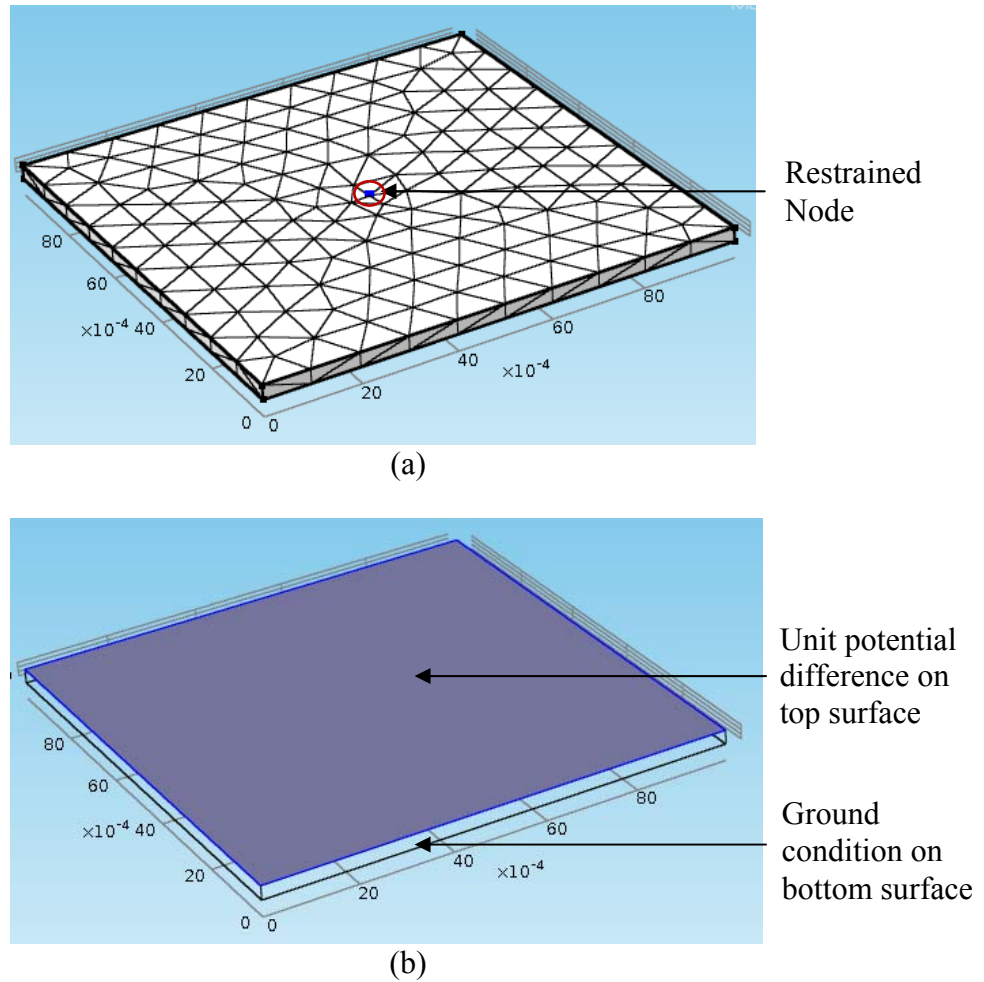 Restrained
Node
80
60
×10⁻⁴ 40
20
0
0
20
40
×10⁻⁴
60
80
(a)
Unit potential
difference on
top surface
Ground
condition on
bottom surface
80
60
×10⁻⁴ 40
20
0
0
20
40
×10⁻⁴
60
80
(b)